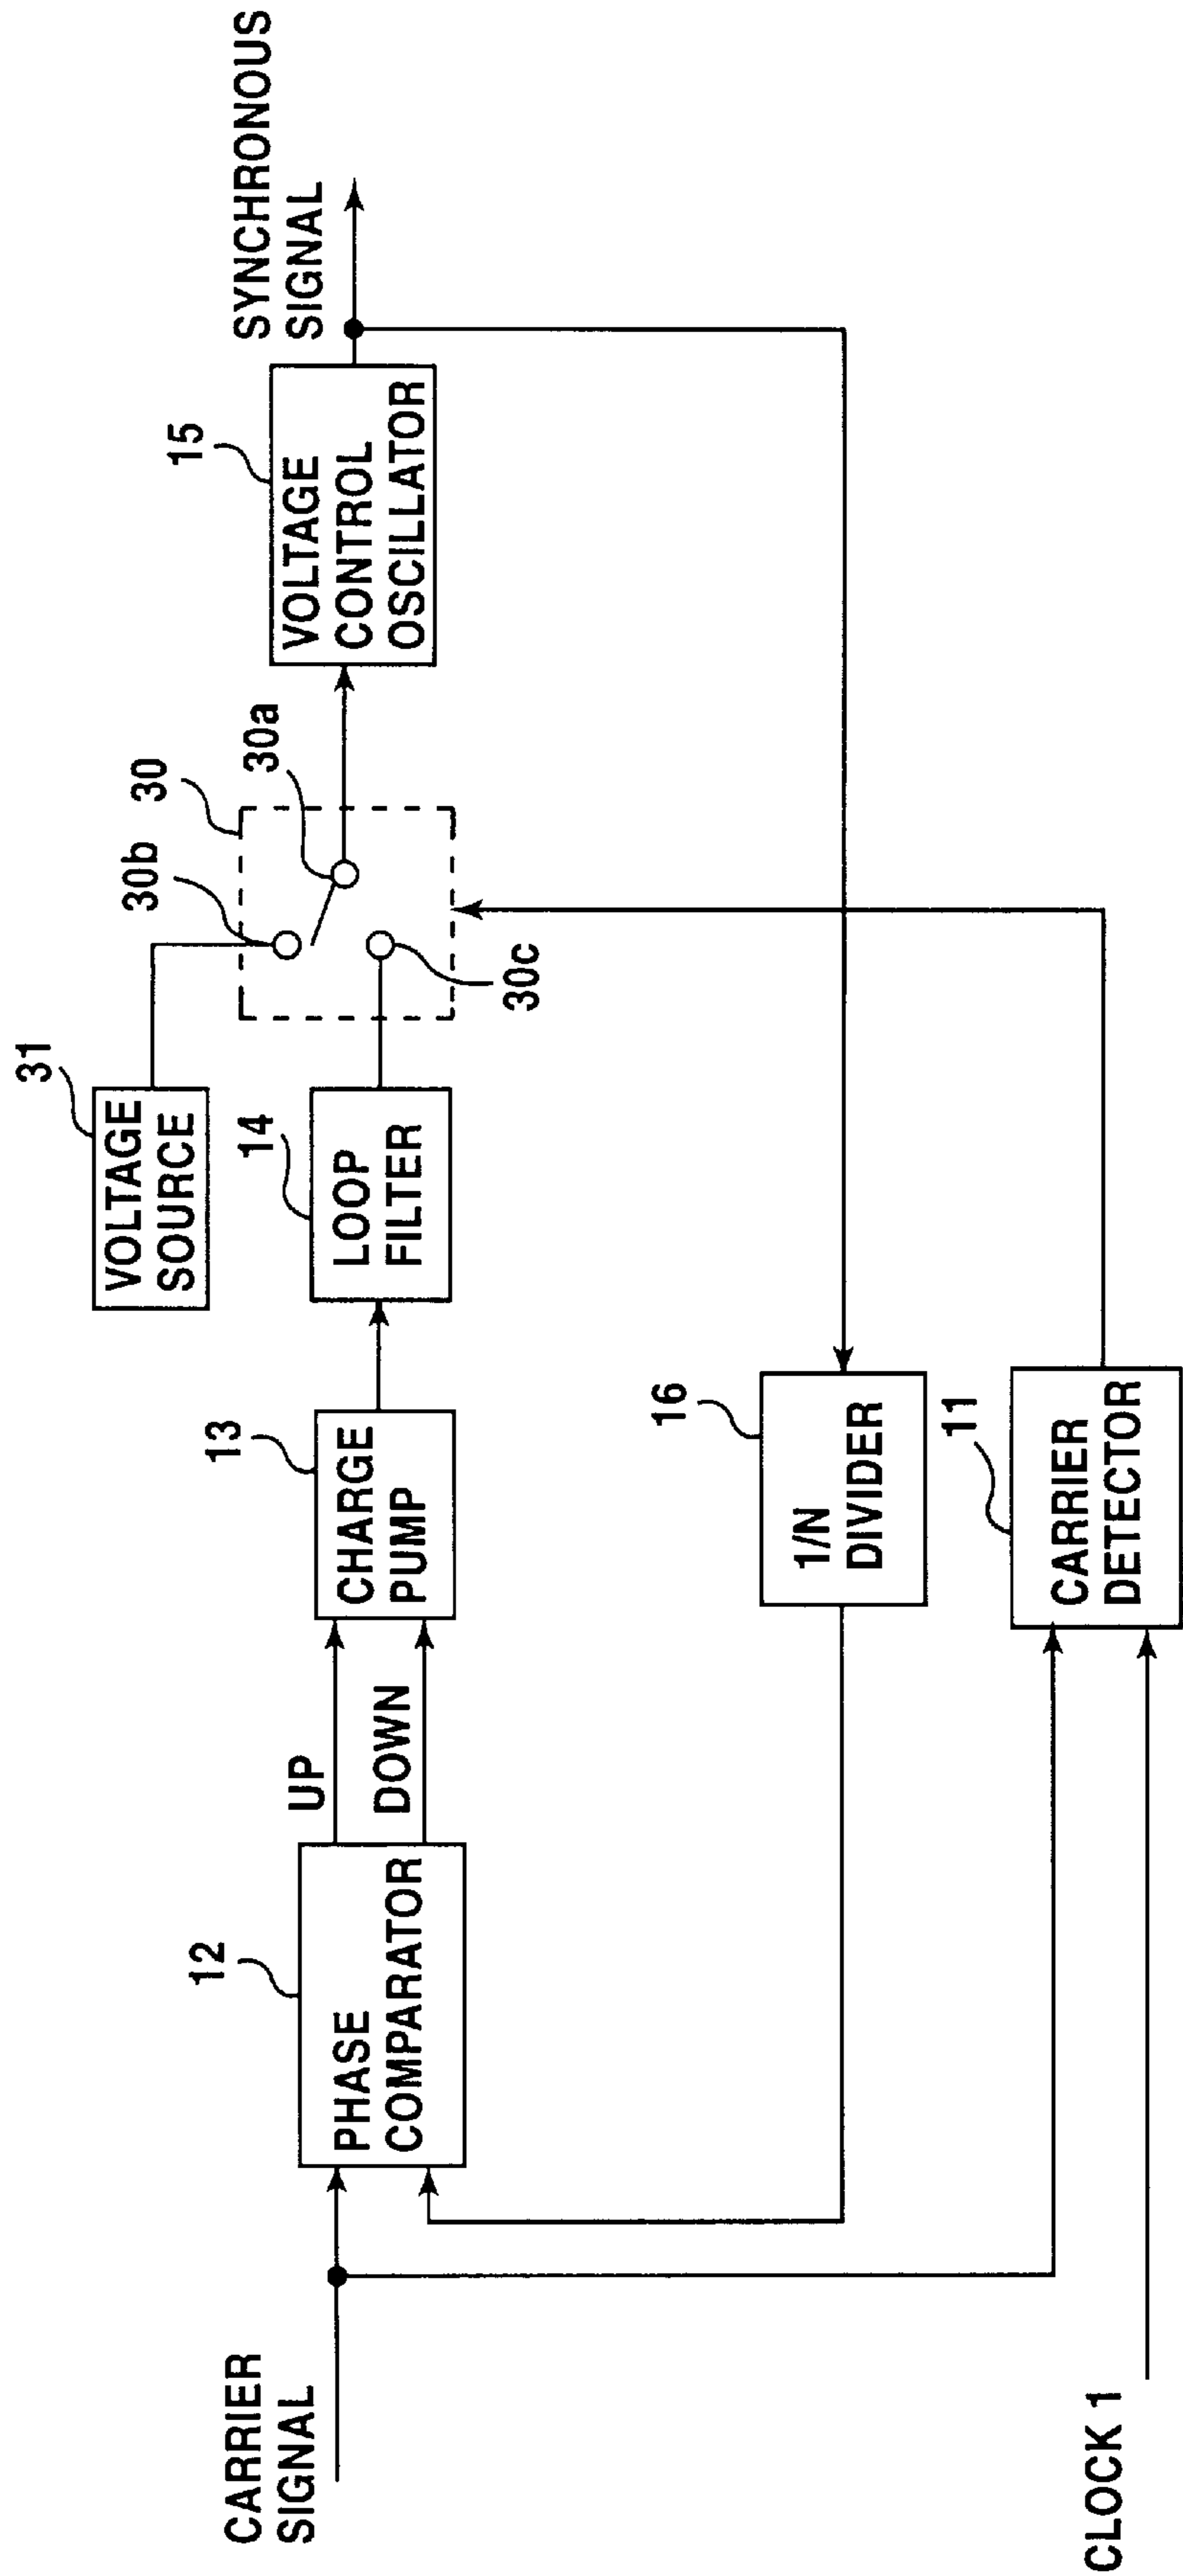 CARRIER
SIGNAL
12
PHASE
COMPARATOR
UP
DOWN
13
CHARGE
PUMP
14
LOOP
FILTER
31
VOLTAGE
SOURCE
30b
30
30a
30c
15
VOLTAGE
CONTROL
OSCILLATOR
SYNCHRONOUS
SIGNAL
16
1/N
DIVIDER
11
CARRIER
DETECTOR
CLOCK 1